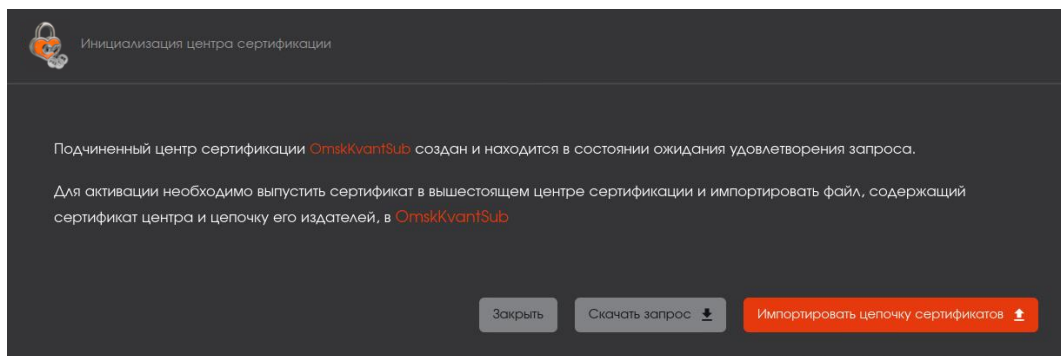 Инициализация центра сертификации
Подчиненный центр сертификации OmskKvantSub создан и находится в состоянии ожидания удовлетворения запроса.
Для активации необходимо выпустить сертификат в вышестоящем центре сертификации и импортировать файл, содержащий
сертификат центра и цепочку его издателей, в OmskKvantSub
Закрыть
Скачать запрос
Импортировать цепочку сертификатов